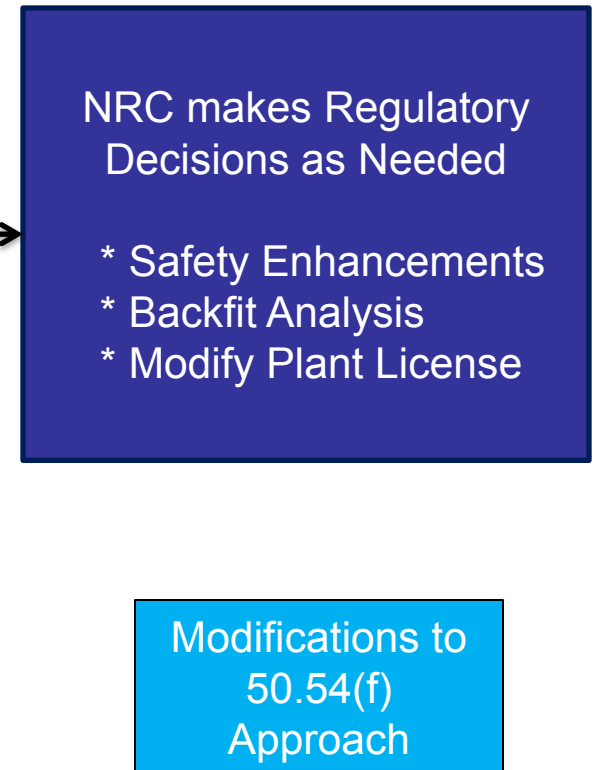 NRC makes Regulatory
Decisions as Needed
* Safety Enhancements
* Backfit Analysis
* Modify Plant License
Modifications to
50.54(f)
Approach